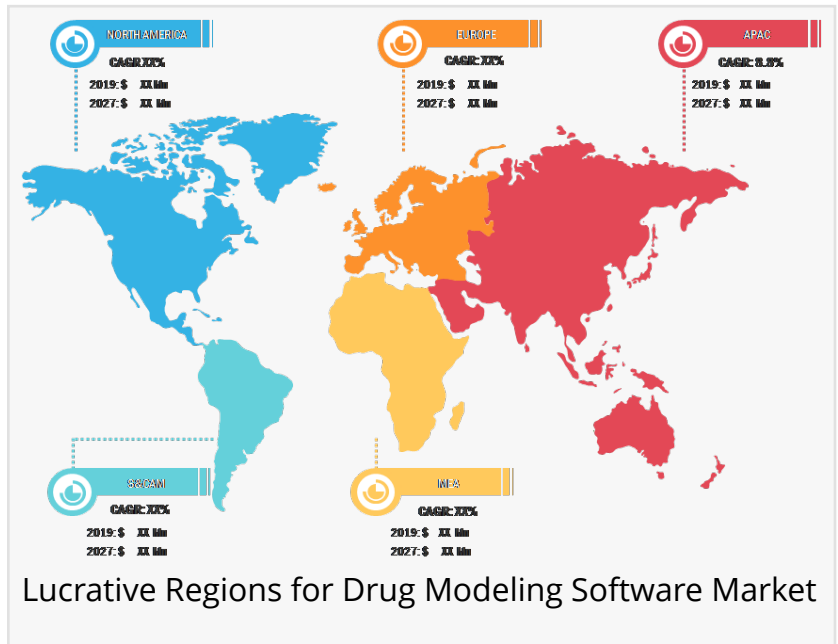 NORTH AMERICA
CAGR:XX%
2019: $ XX Mn
2027: $ XX Mn
EUROPE
CAGR: XX%
2019: $ XX Mn
2027: $ XX Mn
APAC
CAGR: 8.8%
2019: $ XX Mn
2027: $ XX Mn
S&CAM
CAGR: XX%
2019: $ XX Mn
2027: $ XX Mn
MEA
CAGR: XX%
2019: $ XX Mn
2027: $ XX Mn
Lucrative Regions for Drug Modeling Software Market